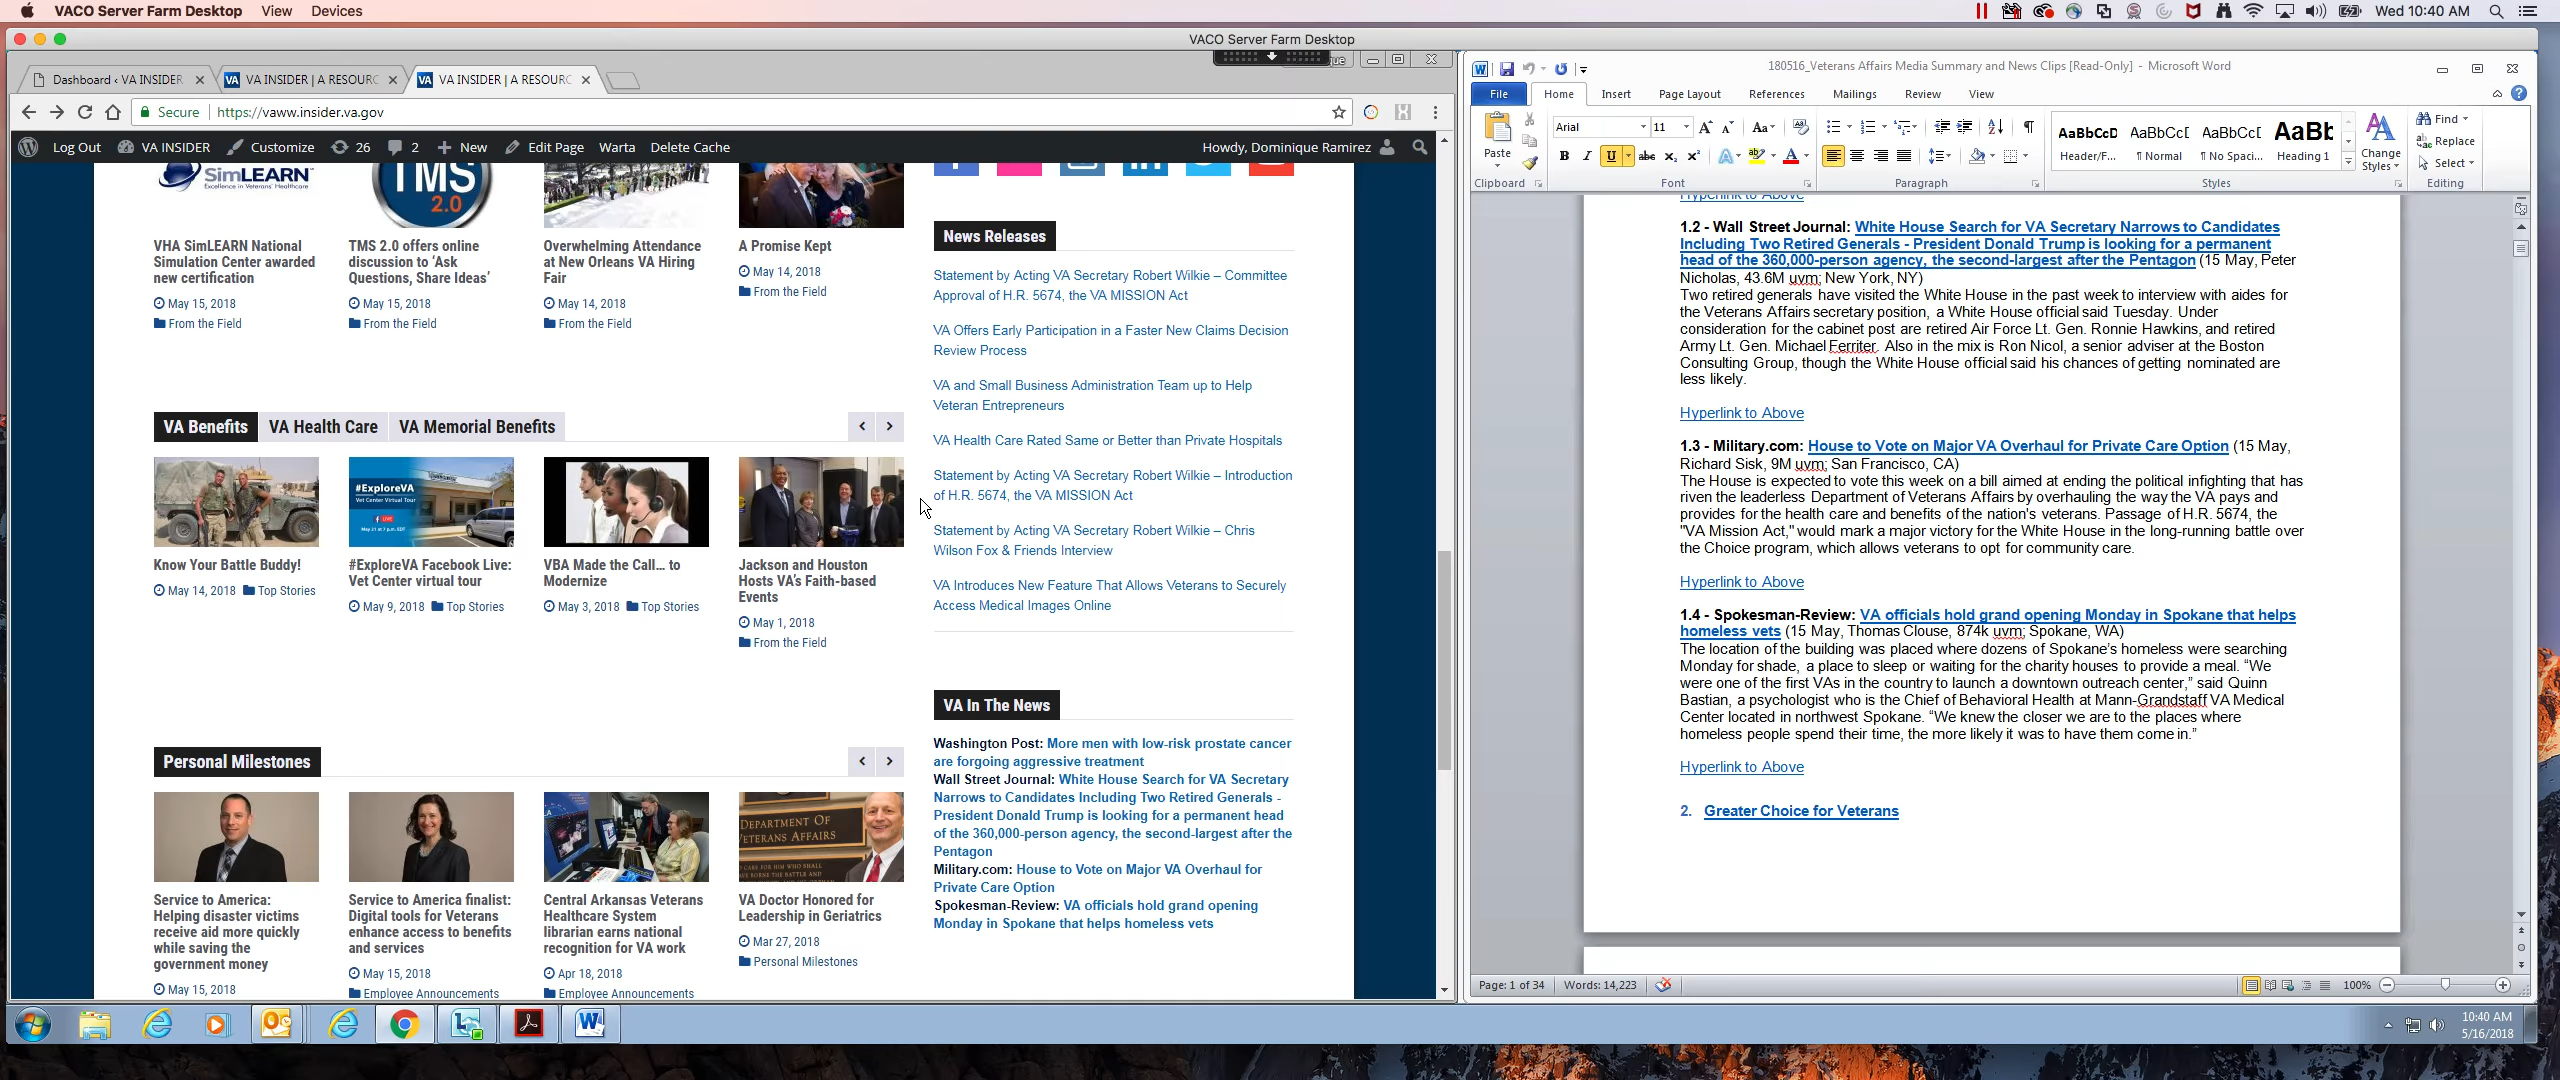 VACO Server Farm Desktop View Devices
Wed 10:40 AM
VACO Server Farm Desktop
Dashboard ‹ VA INSIDER
VA INSIDER | A RESOURC
VA INSIDER | A RESOURC
Secure https://vaww.insider.va.gov
Log Out VA INSIDER Customize 26 2 New Edit Page Warta Delete Cache
Howdy, Dominique Ramirez
SimLEARN
Excellence in Veterans' Healthcare
TMS
2.0
VHA SimLEARN National
Simulation Center awarded
new certification
May 15, 2018
From the Field
TMS 2.0 offers online
discussion to ‘Ask
Questions, Share Ideas’
May 15, 2018
From the Field
Overwhelming Attendance
at New Orleans VA Hiring
Fair
May 14, 2018
From the Field
A Promise Kept
May 14, 2018
From the Field
VA Benefits VA Health Care VA Memorial Benefits
Know Your Battle Buddy!
May 14, 2018 Top Stories
#ExploreVA
Vet Center Virtual Tour
LIVE
May 21 at 7 p.m. EDT
#ExploreVA Facebook Live:
Vet Center virtual tour
May 9, 2018 Top Stories
VBA Made the Call… to
Modernize
May 3, 2018 Top Stories
Jackson and Houston
Hosts VA’s Faith-based
Events
May 1, 2018
From the Field
Personal Milestones
Service to America:
Helping disaster victims
receive aid more quickly
while saving the
government money
May 15, 2018
Service to America finalist:
Digital tools for Veterans
enhance access to benefits
and services
May 15, 2018
Employee Announcements
Central Arkansas Veterans
Healthcare System
librarian earns national
recognition for VA work
Apr 18, 2018
Employee Announcements
DEPARTMENT OF
VETERANS AFFAIRS
VA Doctor Honored for
Leadership in Geriatrics
Mar 27, 2018
Personal Milestones
News Releases
Statement by Acting VA Secretary Robert Wilkie – Committee
Approval of H.R. 5674, the VA MISSION Act
VA Offers Early Participation in a Faster New Claims Decision
Review Process
VA and Small Business Administration Team up to Help
Veteran Entrepreneurs
VA Health Care Rated Same or Better than Private Hospitals
Statement by Acting VA Secretary Robert Wilkie – Introduction
of H.R. 5674, the VA MISSION Act
Statement by Acting VA Secretary Robert Wilkie – Chris
Wilson Fox & Friends Interview
VA Introduces New Feature That Allows Veterans to Securely
Access Medical Images Online
VA In The News
Washington Post: More men with low-risk prostate cancer
are forgoing aggressive treatment
Wall Street Journal: White House Search for VA Secretary
Narrows to Candidates Including Two Retired Generals -
President Donald Trump is looking for a permanent head
of the 360,000-person agency, the second-largest after the
Pentagon
Military.com: House to Vote on Major VA Overhaul for
Private Care Option
Spokesman-Review: VA officials hold grand opening
Monday in Spokane that helps homeless vets
180516_Veterans Affairs Media Summary and News Clips [Read-Only] - Microsoft Word
File Home Insert Page Layout References Mailings Review View
Paste
Clipboard
Arial 11
Font
Paragraph
AaBbCcD AaBbCcI AaBbCcI AaBb
Header/F... ¶ Normal ¶ No Spaci... Heading 1
Change
Styles
Styles
Find
Replace
Select
Editing
Hyperlink to Above
1.2 - Wall Street Journal: White House Search for VA Secretary Narrows to Candidates
Including Two Retired Generals - President Donald Trump is looking for a permanent
head of the 360,000-person agency, the second-largest after the Pentagon (15 May, Peter
Nicholas, 43.6M uvm; New York, NY)
Two retired generals have visited the White House in the past week to interview with aides for
the Veterans Affairs secretary position, a White House official said Tuesday. Under
consideration for the cabinet post are retired Air Force Lt. Gen. Ronnie Hawkins, and retired
Army Lt. Gen. Michael Ferriter. Also in the mix is Ron Nicol, a senior adviser at the Boston
Consulting Group, though the White House official said his chances of getting nominated are
less likely.
Hyperlink to Above
1.3 - Military.com: House to Vote on Major VA Overhaul for Private Care Option (15 May,
Richard Sisk, 9M uvm; San Francisco, CA)
The House is expected to vote this week on a bill aimed at ending the political infighting that has
riven the leaderless Department of Veterans Affairs by overhauling the way the VA pays and
provides for the health care and benefits of the nation's veterans. Passage of H.R. 5674, the
"VA Mission Act," would mark a major victory for the White House in the long-running battle over
the Choice program, which allows veterans to opt for community care.
Hyperlink to Above
1.4 - Spokesman-Review: VA officials hold grand opening Monday in Spokane that helps
homeless vets (15 May, Thomas Clouse, 874k uvm; Spokane, WA)
The location of the building was placed where dozens of Spokane’s homeless were searching
Monday for shade, a place to sleep or waiting for the charity houses to provide a meal. “We
were one of the first VAs in the country to launch a downtown outreach center,” said Quinn
Bastian, a psychologist who is the Chief of Behavioral Health at Mann-Grandstaff VA Medical
Center located in northwest Spokane. “We knew the closer we are to the places where
homeless people spend their time, the more likely it was to have them come in.”
Hyperlink to Above
2. Greater Choice for Veterans
Page: 1 of 34 Words: 14,223
100%
10:40 AM
5/16/2018